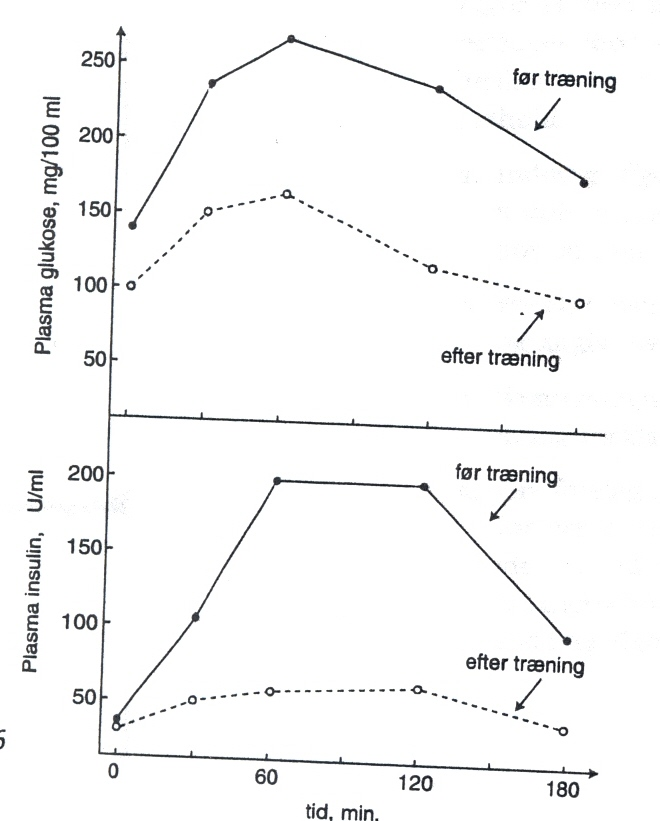 250
200
150
100
50
Plasma glukose, mg/100 ml
før træning
efter træning
200
150
100
50
Plasma insulin, U/ml
før træning
efter træning
0 60 120 180
tid, min.